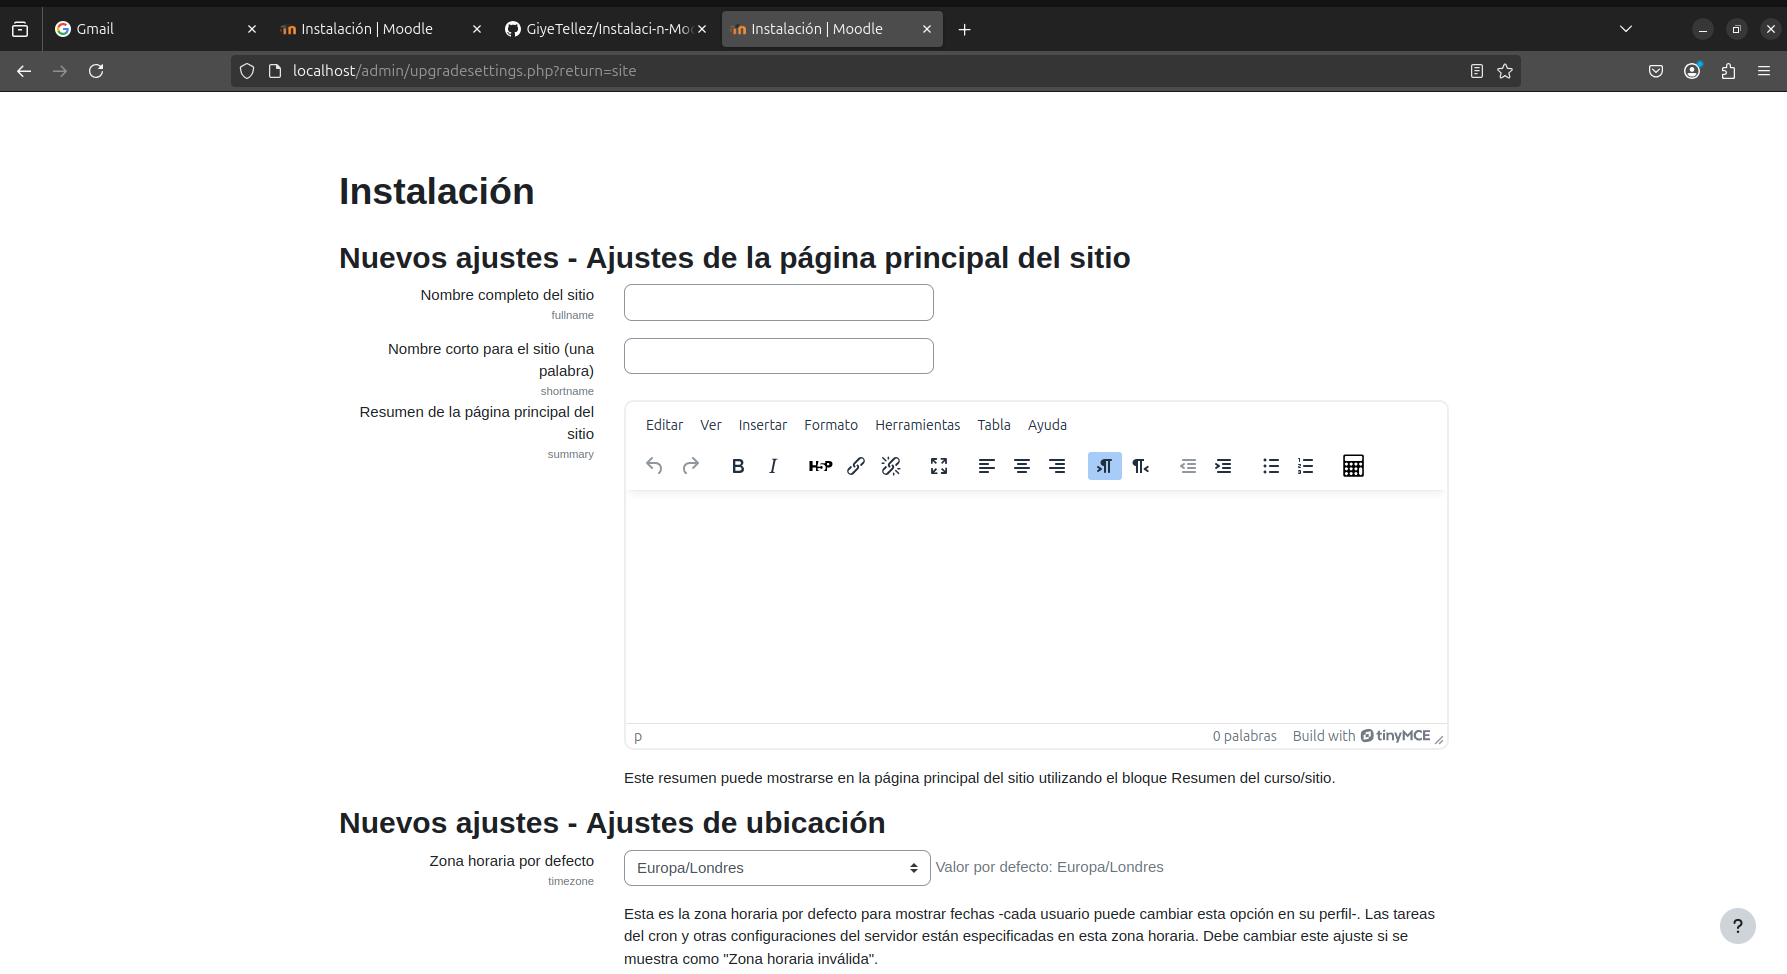 Gmail
Instalación | Moodle
GiyeTellez/Instalaci-n-Moo
Instalación | Moodle
localhost/admin/upgradesettings.php?return=site
Instalación
Nuevos ajustes - Ajustes de la página principal del sitio
Nombre completo del sitio
fullname
Nombre corto para el sitio (una
palabra)
shortname
Resumen de la página principal del
sitio
summary
Editar Ver Insertar Formato Herramientas Tabla Ayuda
B I H5P
p
0 palabras Build with tinyMCE
Este resumen puede mostrarse en la página principal del sitio utilizando el bloque Resumen del curso/sitio.
Nuevos ajustes - Ajustes de ubicación
Zona horaria por defecto
timezone
Europa/Londres
Valor por defecto: Europa/Londres
Esta es la zona horaria por defecto para mostrar fechas -cada usuario puede cambiar esta opción en su perfil-. Las tareas
del cron y otras configuraciones del servidor están especificadas en esta zona horaria. Debe cambiar este ajuste si se
muestra como "Zona horaria inválida".
?